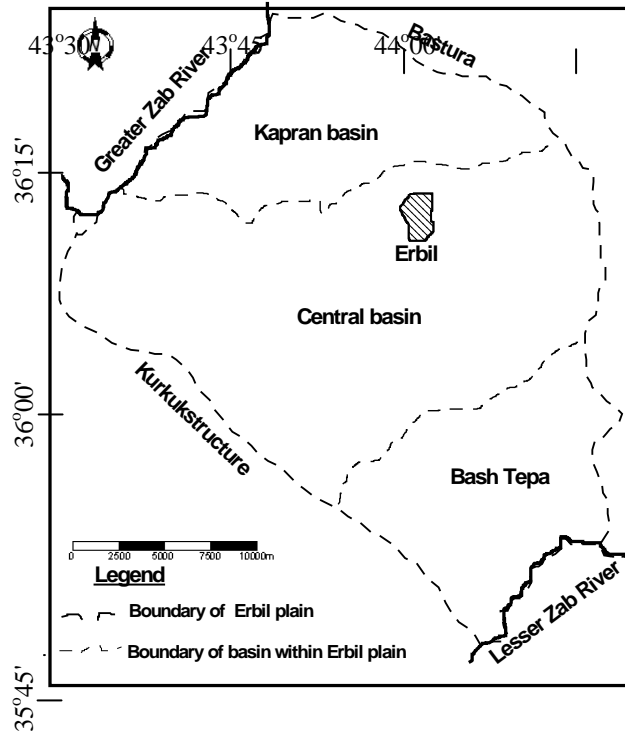 43°30'
N
43°45'
44°00'
Bastura
Greater Zab River
Kapran basin
36°15'
Erbil
Central basin
Kurkukstructure
36°00'
Bash Tepa
0 2500 5000 7500 10000m
Legend
Boundary of Erbil plain
Boundary of basin within Erbil plain
Lesser Zab River
35°45'